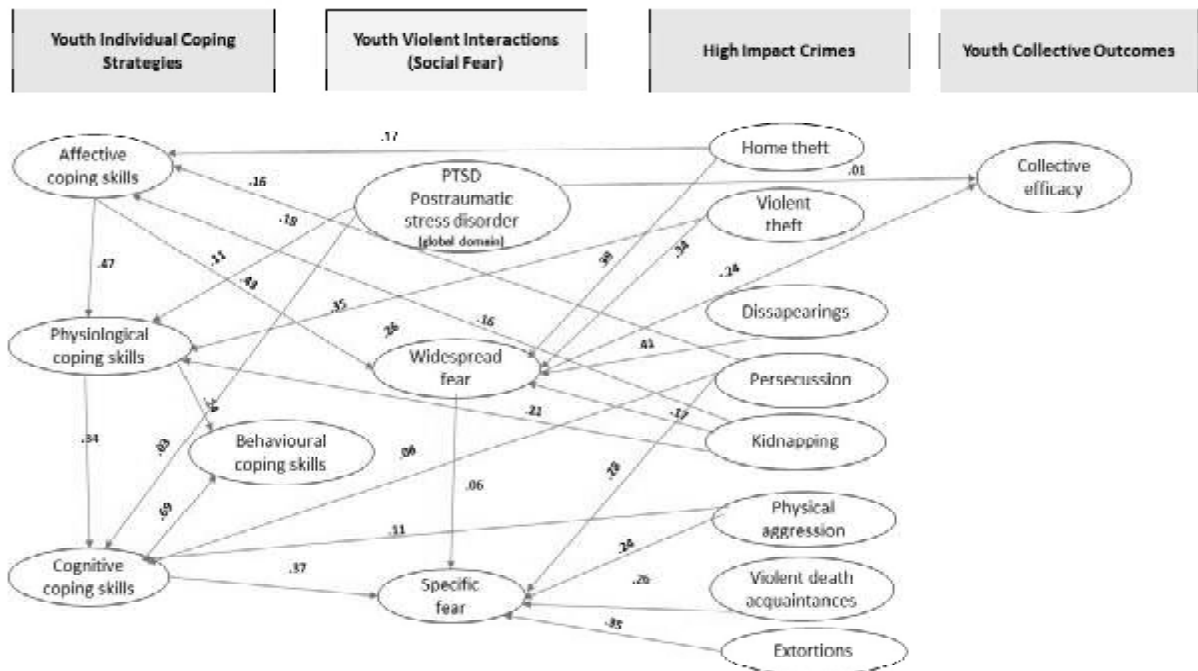 Youth Individual Coping
Strategies
Youth Violent Interactions
(Social Fear)
High Impact Crimes
Youth Collective Outcomes
Affective
coping skills
.17
Home theft
Collective
efficacy
.01
PTSD
Postraumatic
stress disorder
(global domain)
.16
.18
Violent
theft
.47
.11
.43
.39
.34
-.24
Dissapearings
.35
.26
-.16
.41
Physiological
coping skills
Widespread
fear
Persecussion
-.17
.21
Kidnapping
.34
Behavioural
coping skills
.03
.06
.28
.06
.69
Physical
aggression
.11
.24
Cognitive
coping skills
.37
Specific
fear
.26
Violent death
acquaintances
Extortions